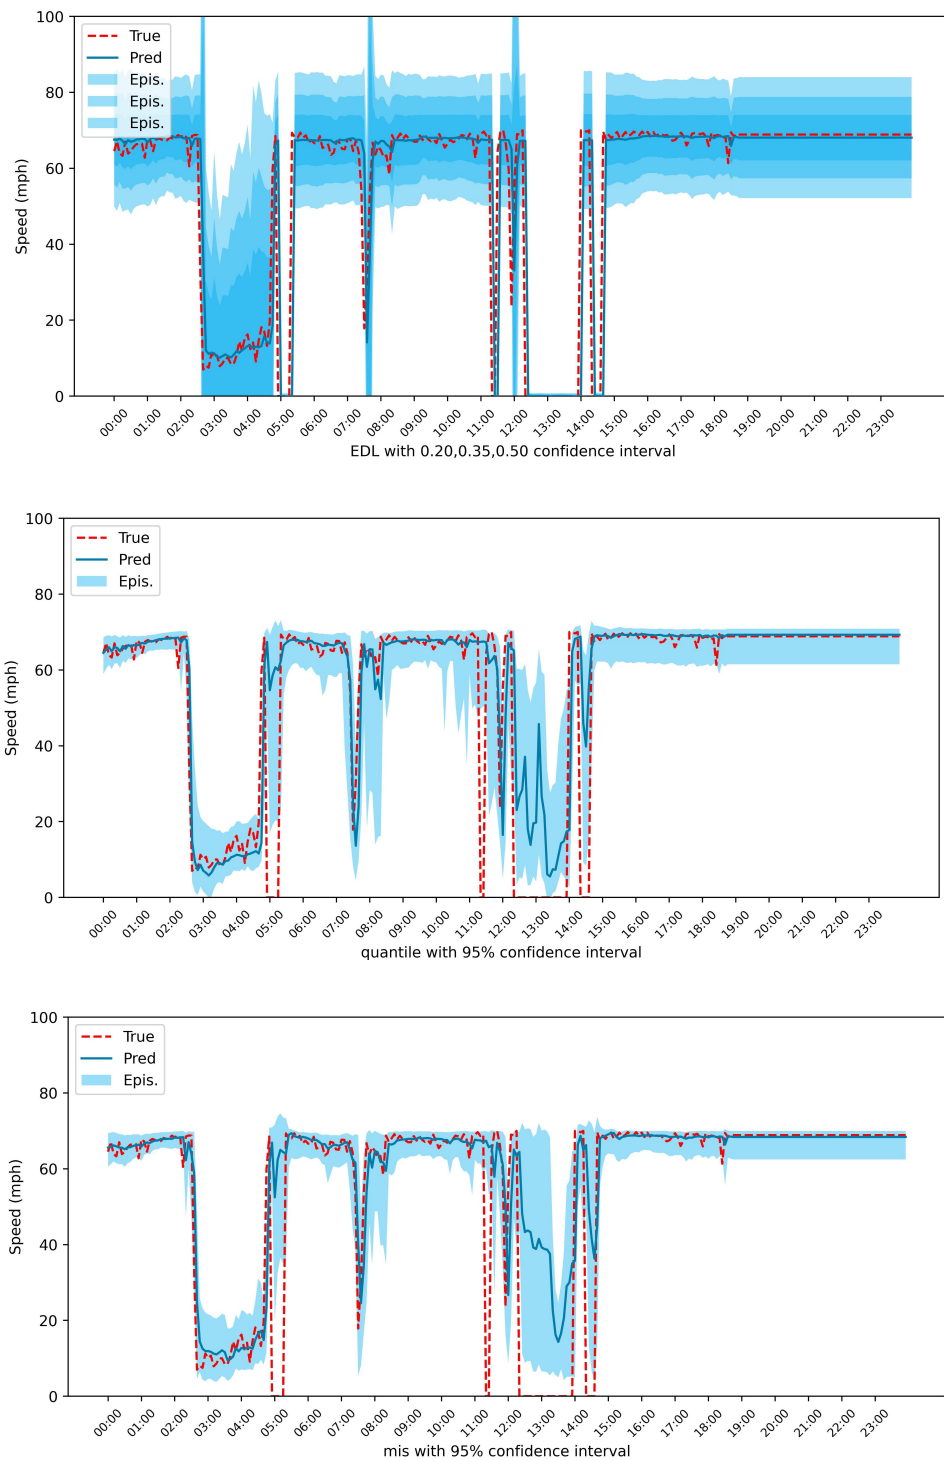 100
80
60
40
20
0
Speed (mph)
True
Pred
Epis.
Epis.
Epis.
00:00 01:00 02:00 03:00 04:00 05:00 06:00 07:00 08:00 09:00 10:00 11:00 12:00 13:00 14:00 15:00 16:00 17:00 18:00 19:00 20:00 21:00 22:00 23:00
EDL with 0.20,0.35,0.50 confidence interval
100
80
60
40
20
0
Speed (mph)
True
Pred
Epis.
00:00 01:00 02:00 03:00 04:00 05:00 06:00 07:00 08:00 09:00 10:00 11:00 12:00 13:00 14:00 15:00 16:00 17:00 18:00 19:00 20:00 21:00 22:00 23:00
quantile with 95% confidence interval
100
80
60
40
20
0
Speed (mph)
True
Pred
Epis.
00:00 01:00 02:00 03:00 04:00 05:00 06:00 07:00 08:00 09:00 10:00 11:00 12:00 13:00 14:00 15:00 16:00 17:00 18:00 19:00 20:00 21:00 22:00 23:00
mis with 95% confidence interval